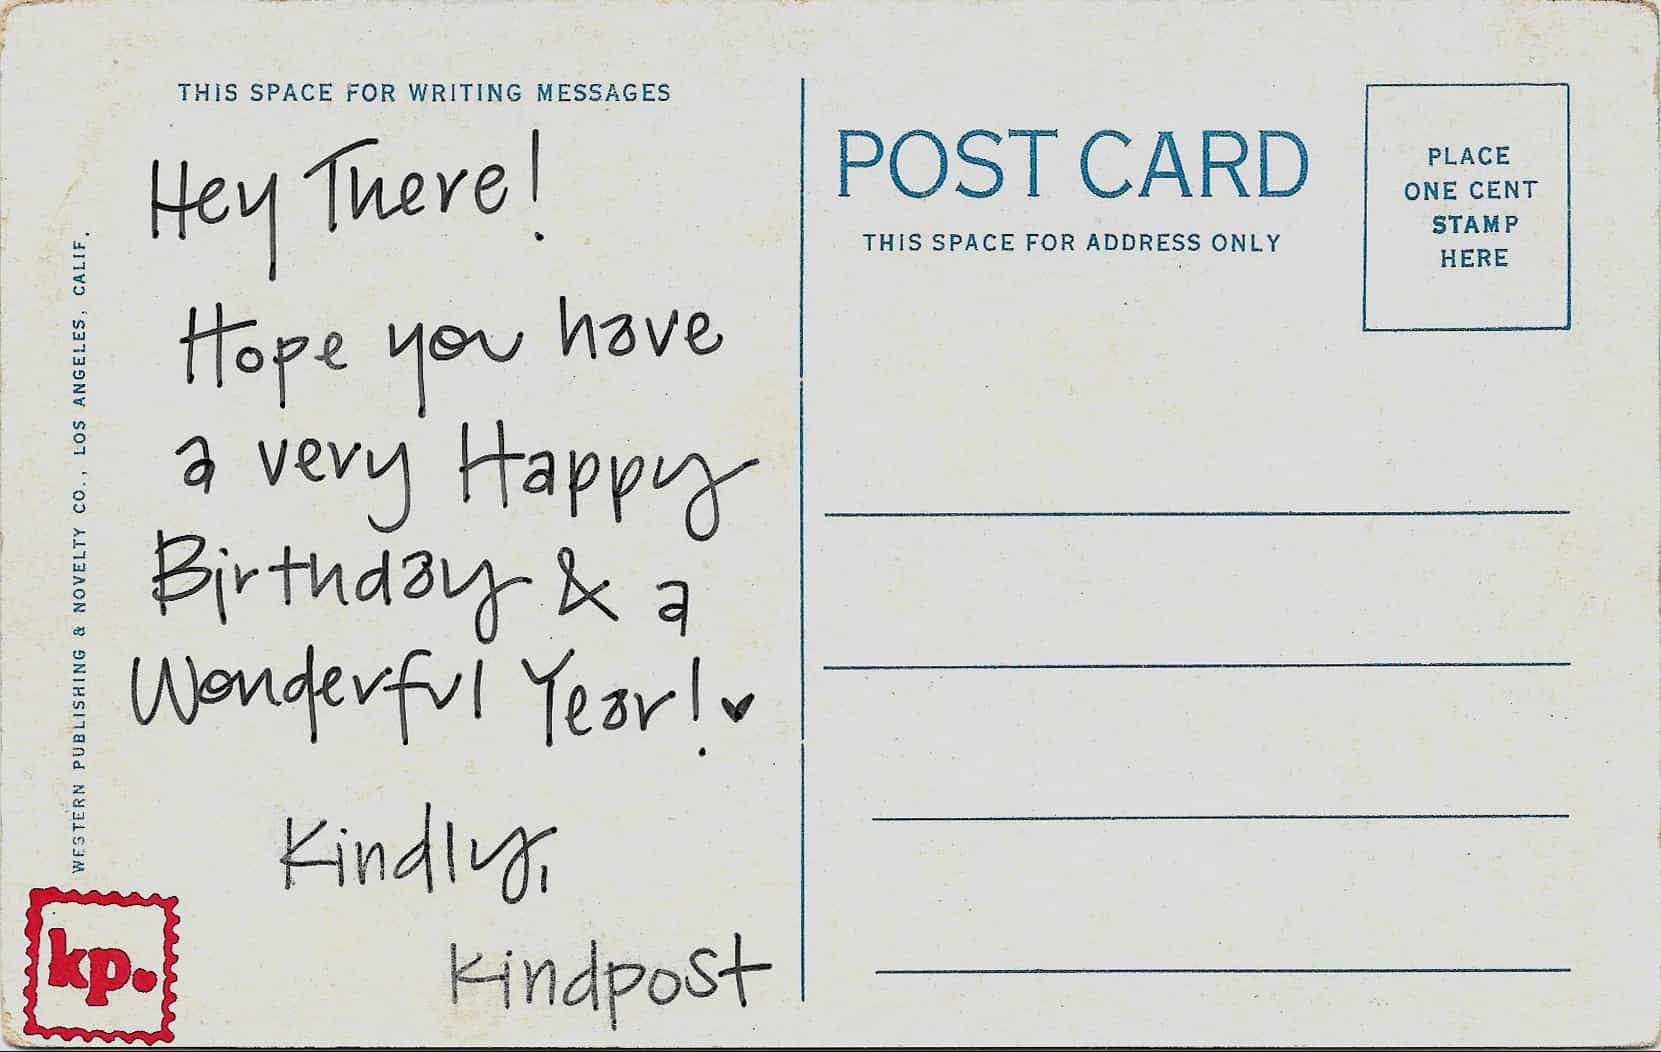 THIS SPACE FOR WRITING MESSAGES
Hey There!
Hope you have
a very Happy
Birthday & a
Wonderful Year!
Kindly,
Kindpost
WESTERN PUBLISHING & NOVELTY CO., LOS ANGELES, CALIF.
kp.
POST CARD
THIS SPACE FOR ADDRESS ONLY
PLACE
ONE CENT
STAMP
HERE